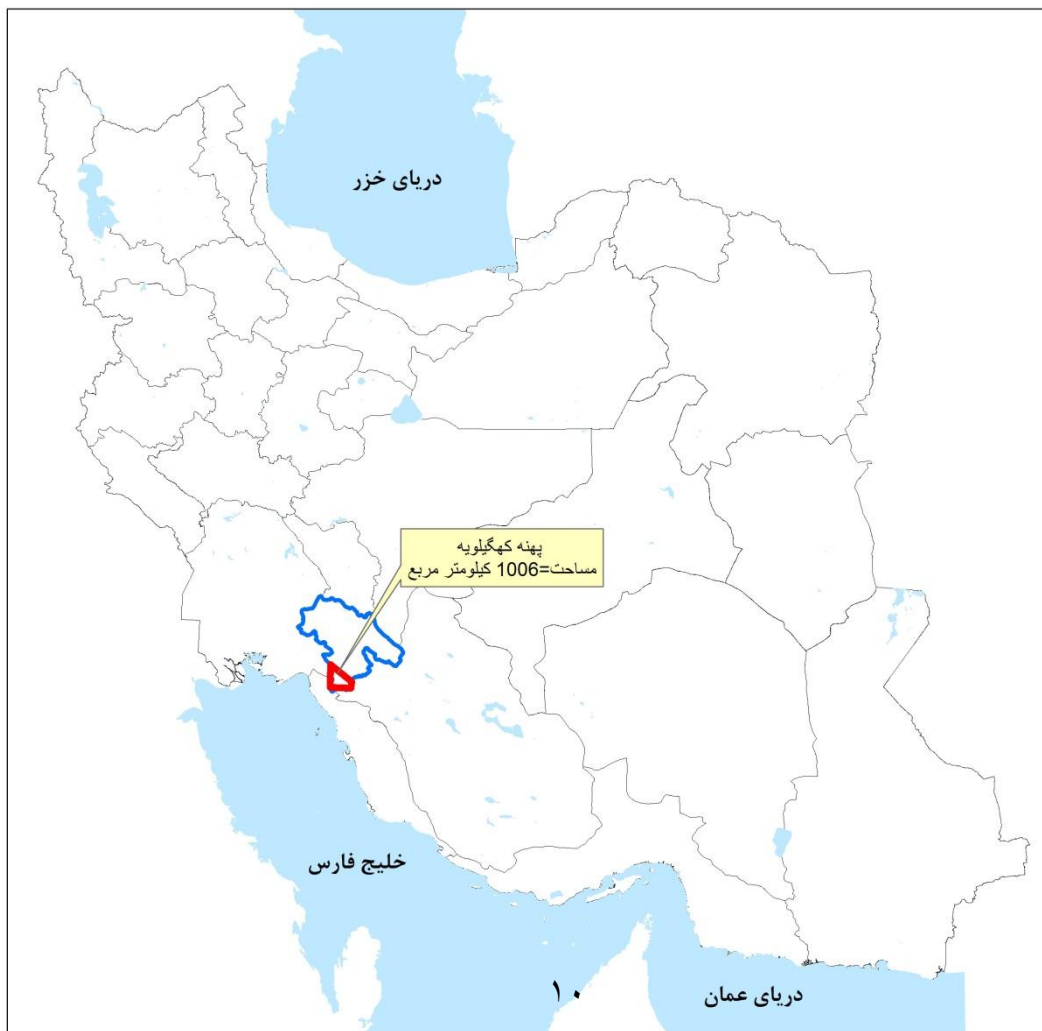 دریای خزر
پهنه کهگیلویه
مساحت=1006 کیلومتر مربع
خلیج فارس
۱۰
دریای عمان